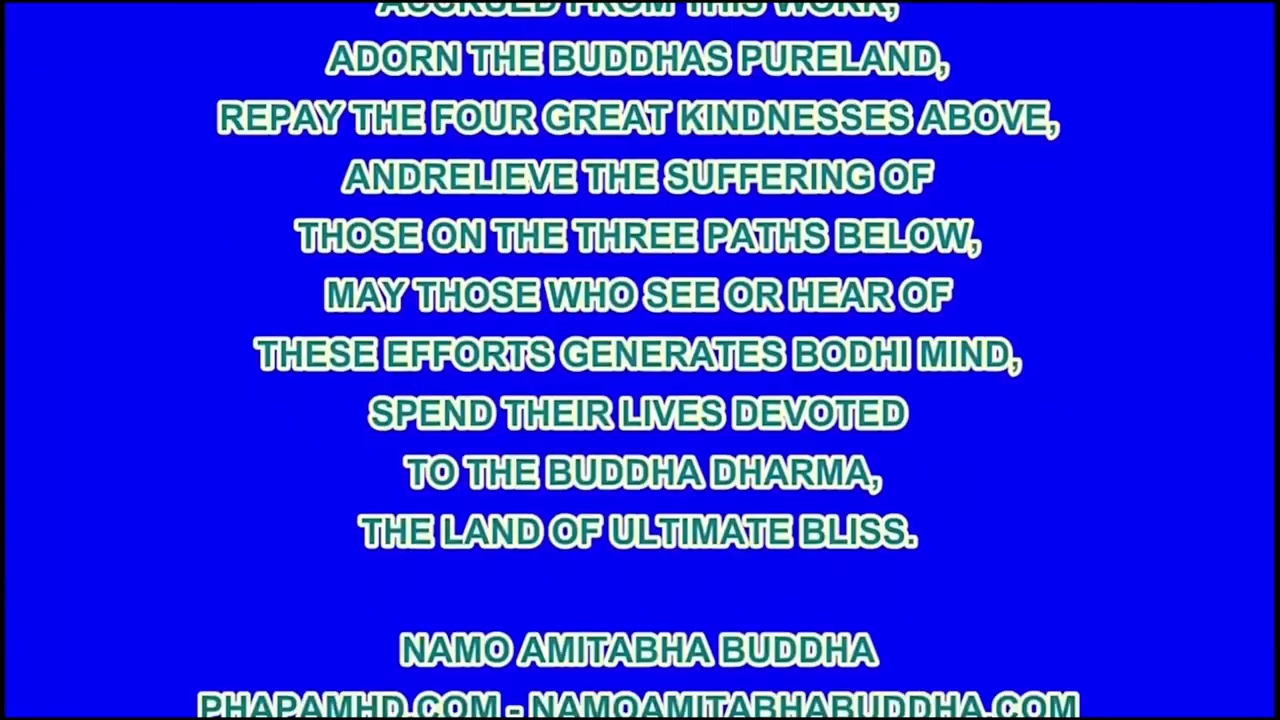 ACCRUED FROM THIS WORK,
ADORN THE BUDDHAS PURELAND,
REPAY THE FOUR GREAT KINDNESSES ABOVE,
ANDRELIEVE THE SUFFERING OF
THOSE ON THE THREE PATHS BELOW,
MAY THOSE WHO SEE OR HEAR OF
THESE EFFORTS GENERATES BODHI MIND,
SPEND THEIR LIVES DEVOTED
TO THE BUDDHA DHARMA,
THE LAND OF ULTIMATE BLISS.
NAMO AMITABHA BUDDHA
PHAPAMHD.COM - NAMOAMITABHABUDDHA.COM